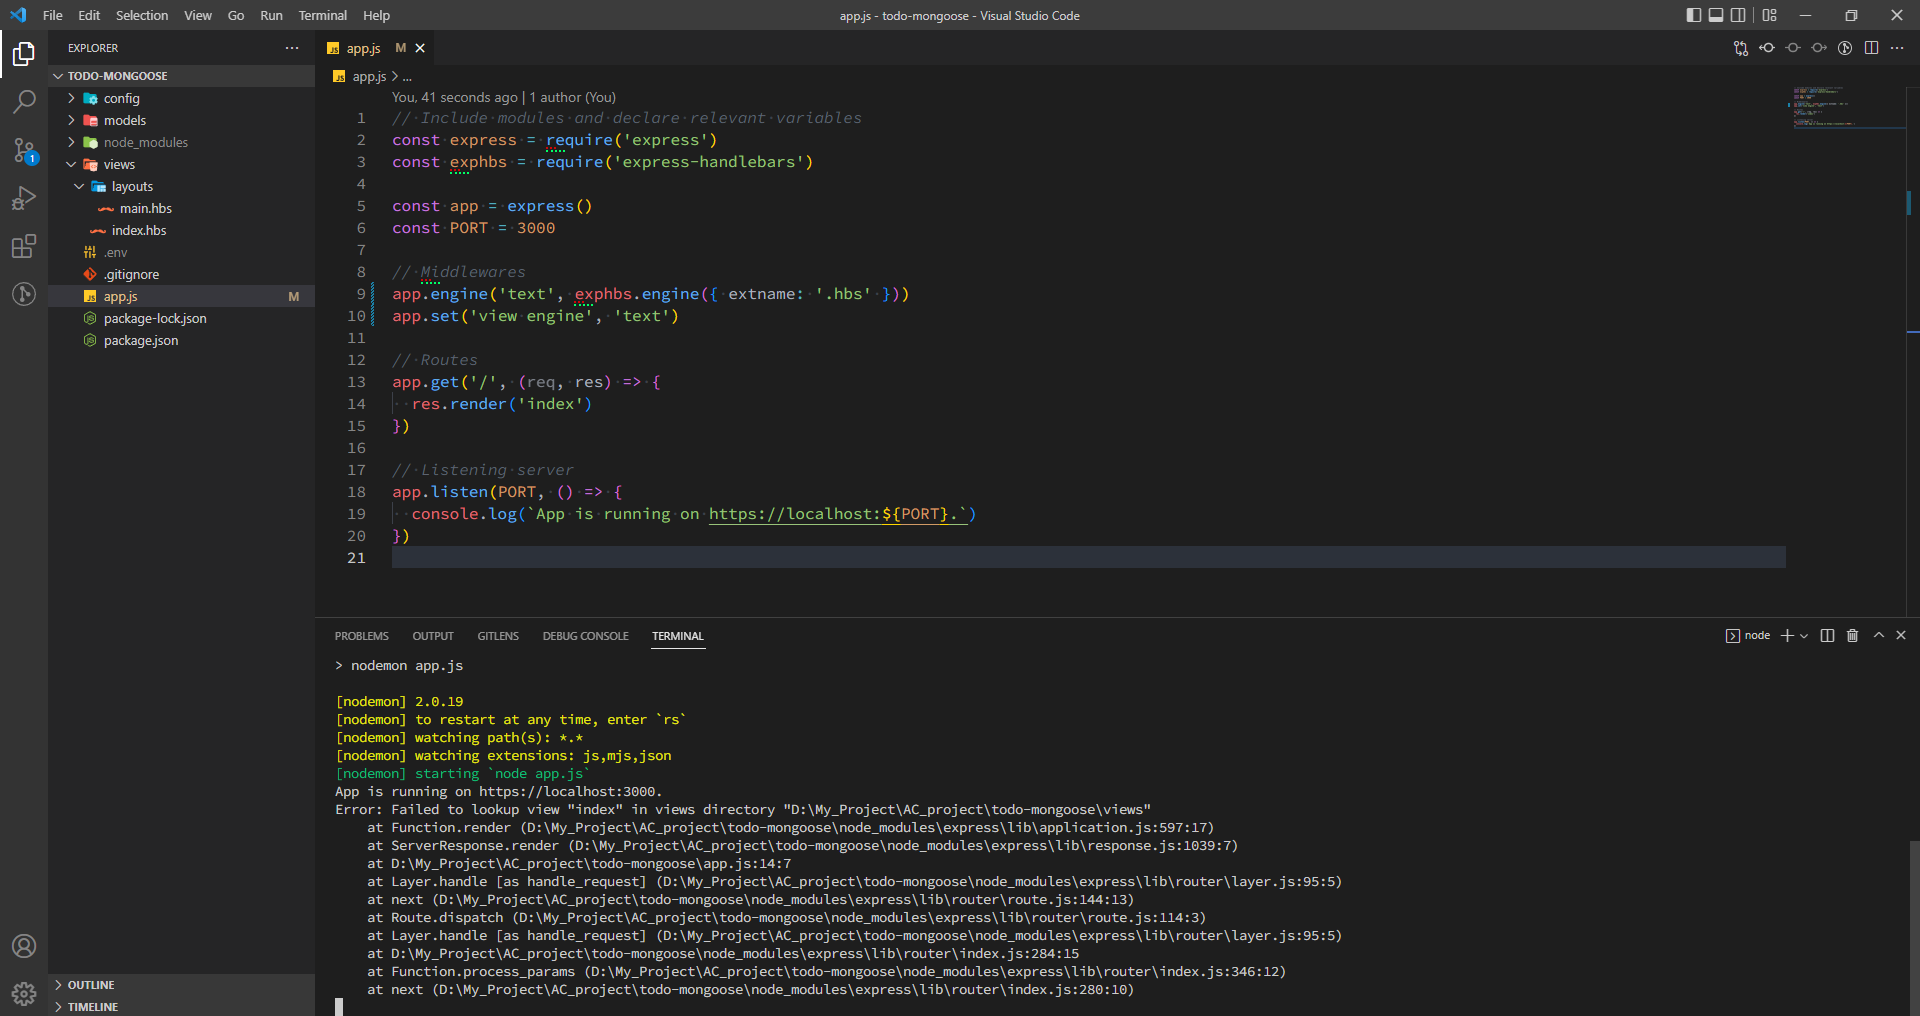 File Edit Selection View Go Run Terminal Help
app.js - todo-mongoose - Visual Studio Code
EXPLORER
TODO-MONGOOSE
config
models
node_modules
views
layouts
main.hbs
index.hbs
.env
.gitignore
app.js M
package-lock.json
package.json
OUTLINE
TIMELINE
1
app.js M
app.js > ...
You, 41 seconds ago | 1 author (You)
1 // Include modules and declare relevant variables
2 const express = require('express')
3 const exphbs = require('express-handlebars')
4
5 const app = express()
6 const PORT = 3000
7
8 // Middlewares
9 app.engine('text', exphbs.engine({ extname: '.hbs' }))
10 app.set('view engine', 'text')
11
12 // Routes
13 app.get('/', (req, res) => {
14 res.render('index')
15 })
16
17 // Listening server
18 app.listen(PORT, () => {
19 console.log(`App is running on https://localhost:${PORT}.`)
20 })
21
PROBLEMS OUTPUT GITLENS DEBUG CONSOLE TERMINAL
node
> nodemon app.js
[nodemon] 2.0.19
[nodemon] to restart at any time, enter `rs`
[nodemon] watching path(s): *.*
[nodemon] watching extensions: js,mjs,json
[nodemon] starting `node app.js`
App is running on https://localhost:3000.
Error: Failed to lookup view "index" in views directory "D:\My_Project\AC_project\todo-mongoose\views"
at Function.render (D:\My_Project\AC_project\todo-mongoose\node_modules\express\lib\application.js:597:17)
at ServerResponse.render (D:\My_Project\AC_project\todo-mongoose\node_modules\express\lib\response.js:1039:7)
at D:\My_Project\AC_project\todo-mongoose\app.js:14:7
at Layer.handle [as handle_request] (D:\My_Project\AC_project\todo-mongoose\node_modules\express\lib\router\layer.js:95:5)
at next (D:\My_Project\AC_project\todo-mongoose\node_modules\express\lib\router\route.js:144:13)
at Route.dispatch (D:\My_Project\AC_project\todo-mongoose\node_modules\express\lib\router\route.js:114:3)
at Layer.handle [as handle_request] (D:\My_Project\AC_project\todo-mongoose\node_modules\express\lib\router\layer.js:95:5)
at D:\My_Project\AC_project\todo-mongoose\node_modules\express\lib\router\index.js:284:15
at Function.process_params (D:\My_Project\AC_project\todo-mongoose\node_modules\express\lib\router\index.js:346:12)
at next (D:\My_Project\AC_project\todo-mongoose\node_modules\express\lib\router\index.js:280:10)